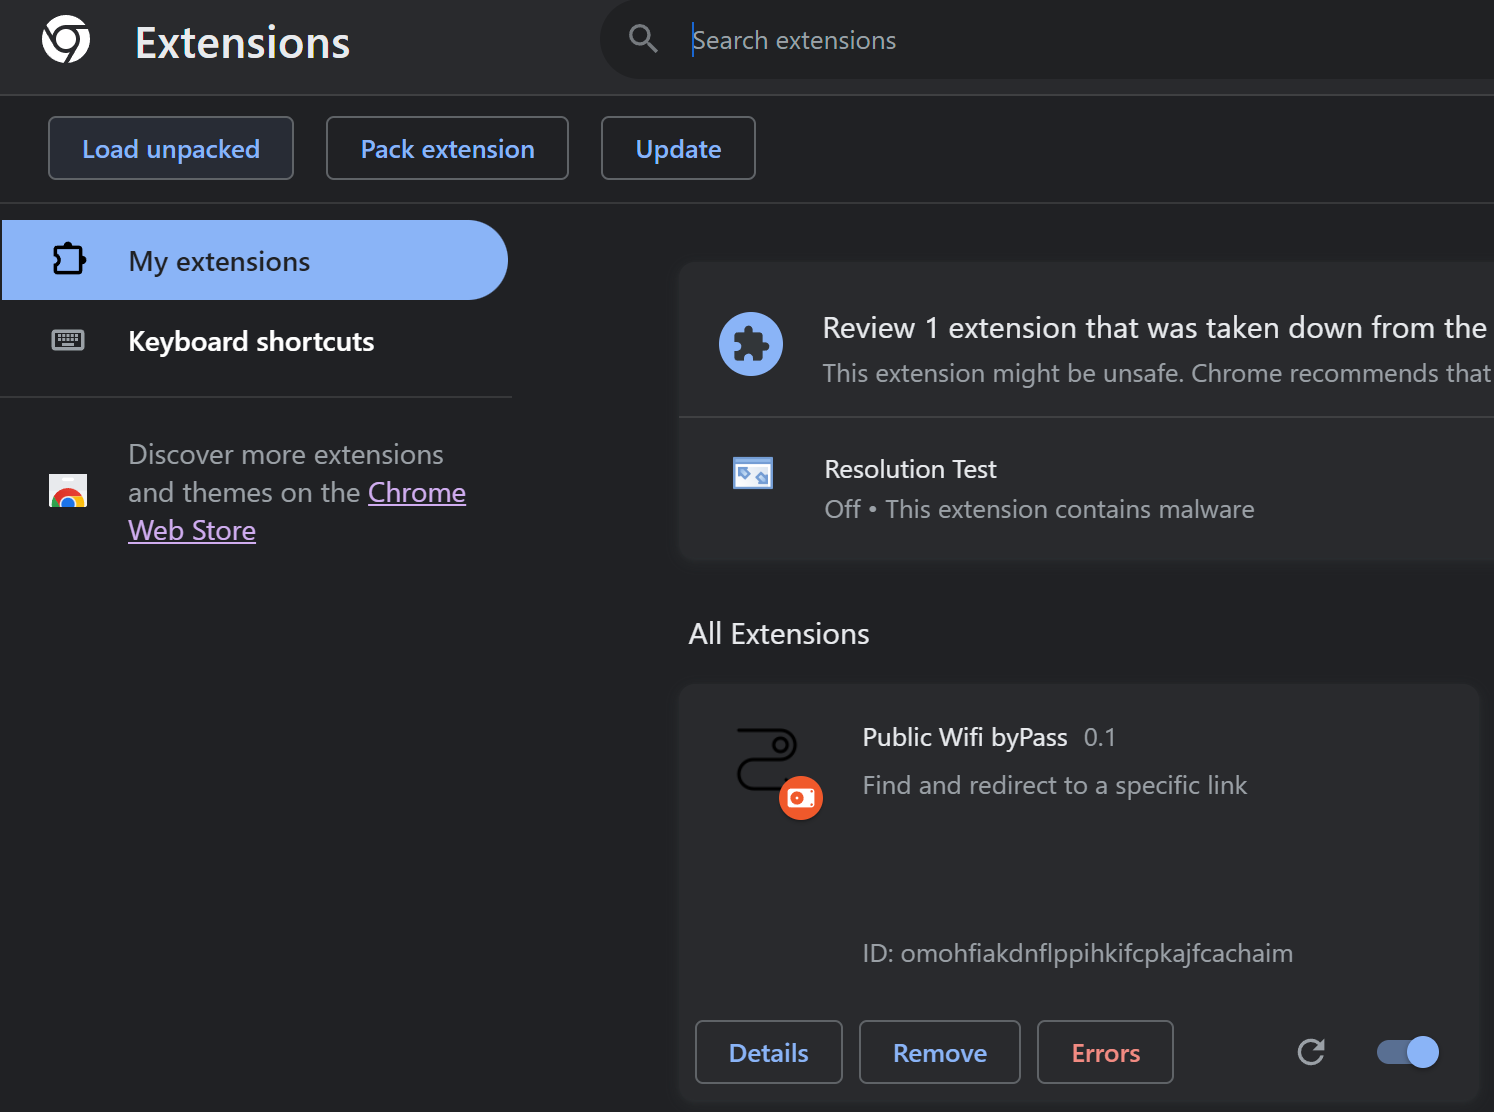 Extensions
Search extensions
Load unpacked
Pack extension
Update
My extensions
Keyboard shortcuts
Discover more extensions
and themes on the Chrome
Web Store
Review 1 extension that was taken down from the
This extension might be unsafe. Chrome recommends that
Resolution Test
Off • This extension contains malware
All Extensions
Public Wifi byPass 0.1
Find and redirect to a specific link
ID: omohfiakdnflppihkifcpkajfcachaim
Details
Remove
Errors